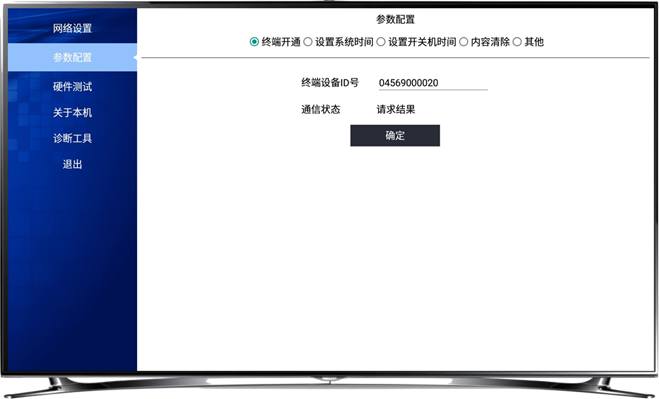 网络设置
参数配置
硬件测试
关于本机
诊断工具
退出
参数配置
终端开通 设置系统时间 设置开关机时间 内容清除 其他
终端设备ID号 04569000020
通信状态 请求结果
确定